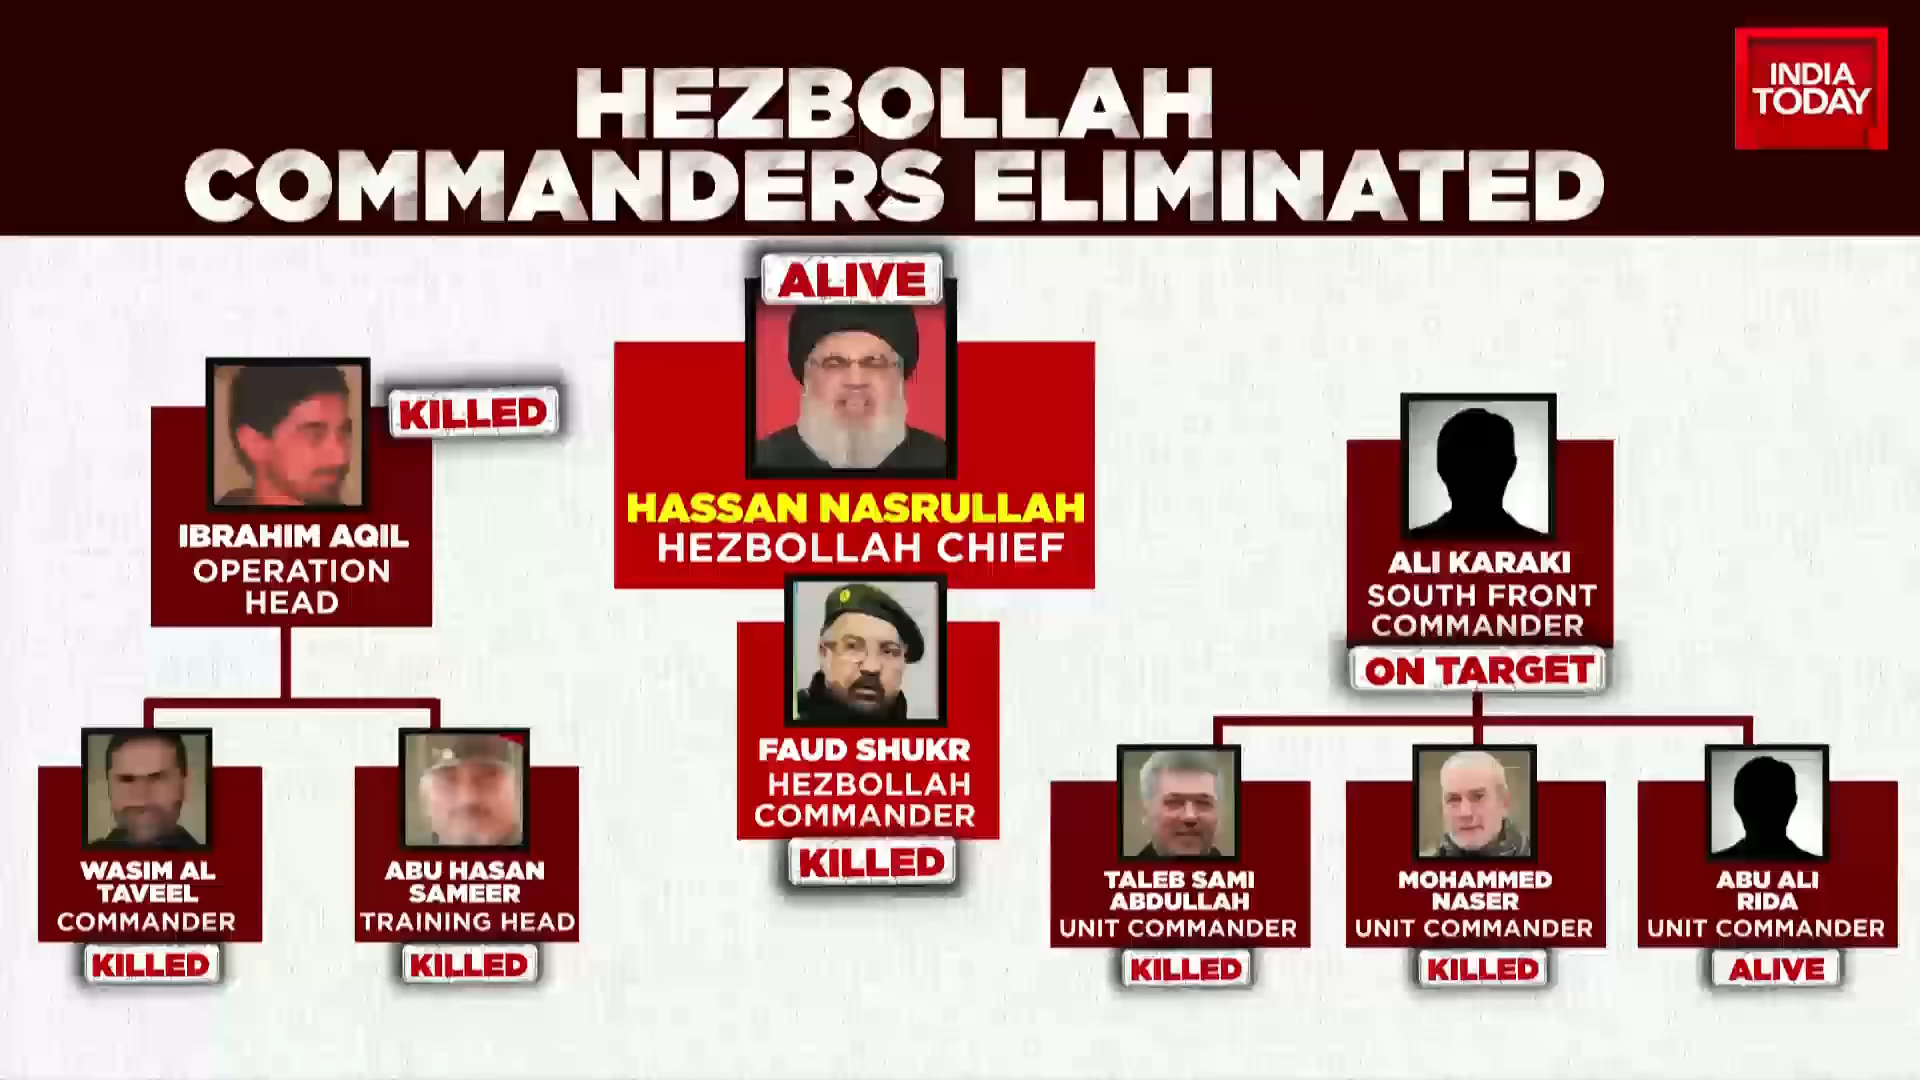 HEZBOLLAH
COMMANDERS ELIMINATED
INDIA
TODAY
ALIVE
HASSAN NASRULLAH
HEZBOLLAH CHIEF
KILLED
IBRAHIM AQIL
OPERATION
HEAD
ALI KARAKI
SOUTH FRONT
COMMANDER
ON TARGET
FAUD SHUKR
HEZBOLLAH
COMMANDER
KILLED
WASIM AL
TAVEEL
COMMANDER
KILLED
ABU HASAN
SAMEER
TRAINING HEAD
KILLED
TALEB SAMI
ABDULLAH
UNIT COMMANDER
KILLED
MOHAMMED
NASER
UNIT COMMANDER
KILLED
ABU ALI
RIDA
UNIT COMMANDER
ALIVE